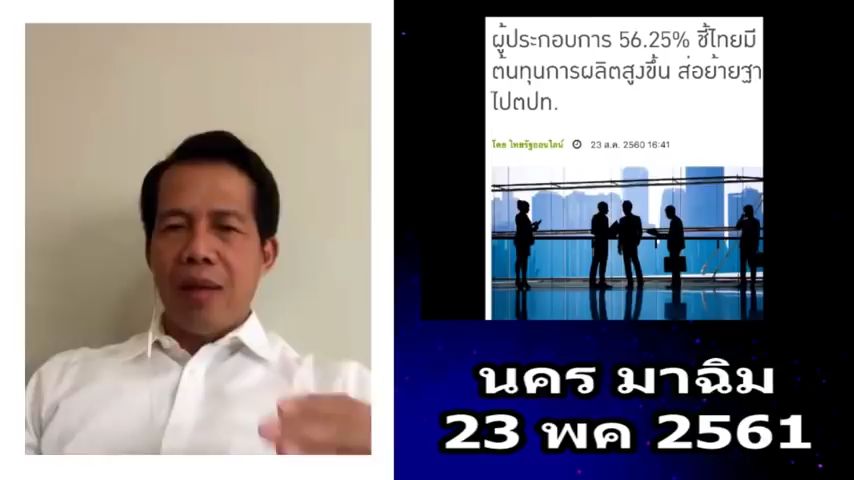 ผู้ประกอบการ 56.25% ชี้ไทยมี
ต้นทุนการผลิตสูงขึ้น ส่อย้ายฐา
ไปตปท.
โดย ไทยรัฐออนไลน์ 23 ส.ค. 2560 16:41
นคร มาฉิม
23 พค 2561